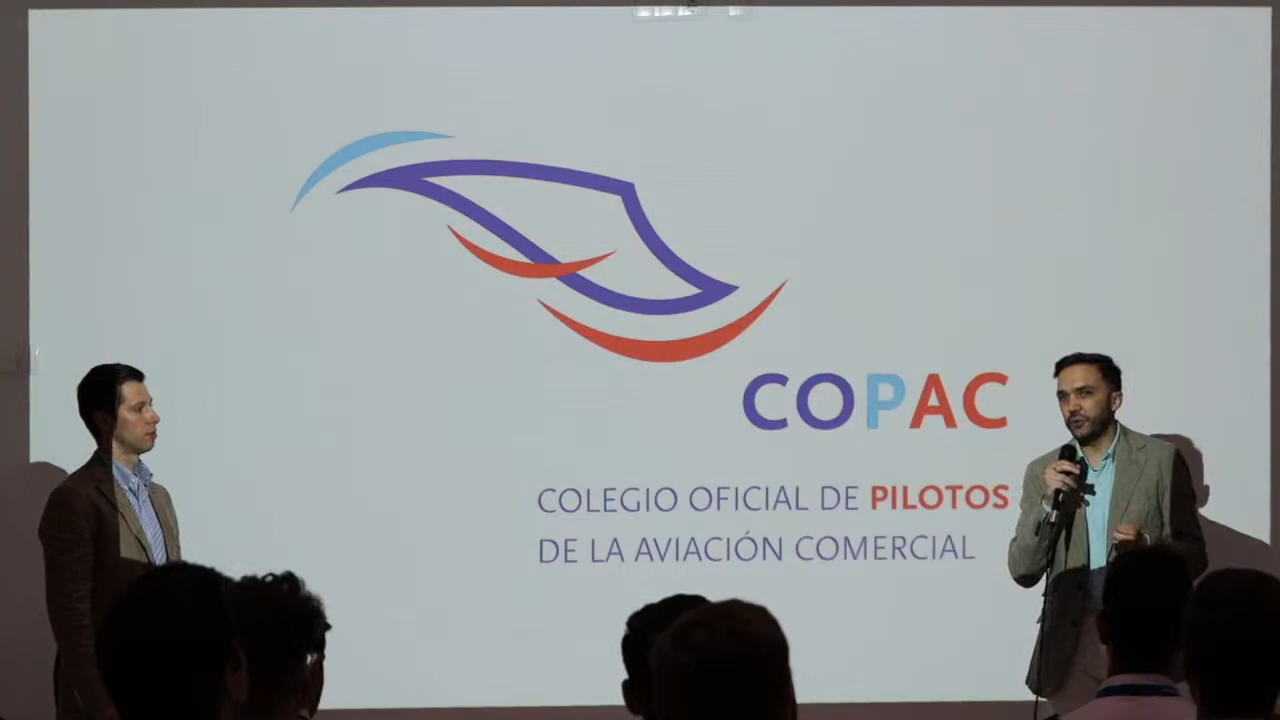 COPAC
COLEGIO OFICIAL DE PILOTOS
DE LA AVIACIÓN COMERCIAL